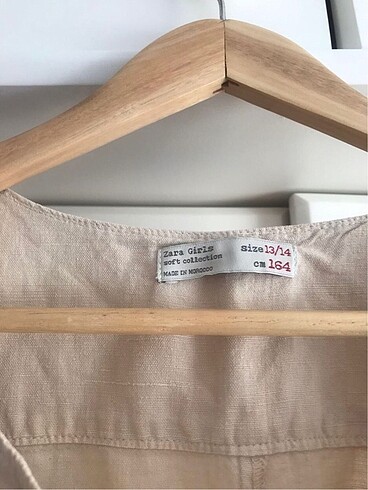 Zara Girls size 13/14
soft collection
cm 164
MADE IN MOROCCO